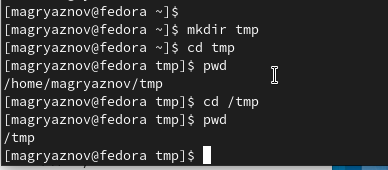 [magryaznov@fedora ~]$
[magryaznov@fedora ~]$ mkdir tmp
[magryaznov@fedora ~]$ cd tmp
[magryaznov@fedora tmp]$ pwd
/home/magryaznov/tmp
[magryaznov@fedora tmp]$ cd /tmp
[magryaznov@fedora tmp]$ pwd
/tmp
[magryaznov@fedora tmp]$